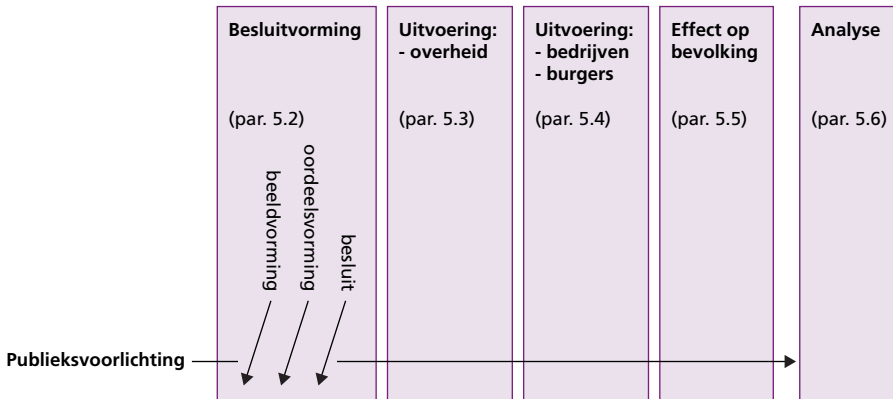 Besluitvorming
(par. 5.2)
beeldvorming
oordeelsvorming
besluit
Uitvoering:
- overheid
(par. 5.3)
Uitvoering:
- bedrijven
- burgers
(par. 5.4)
Effect op
bevolking
(par. 5.5)
Analyse
(par. 5.6)
Publieksvoorlichting